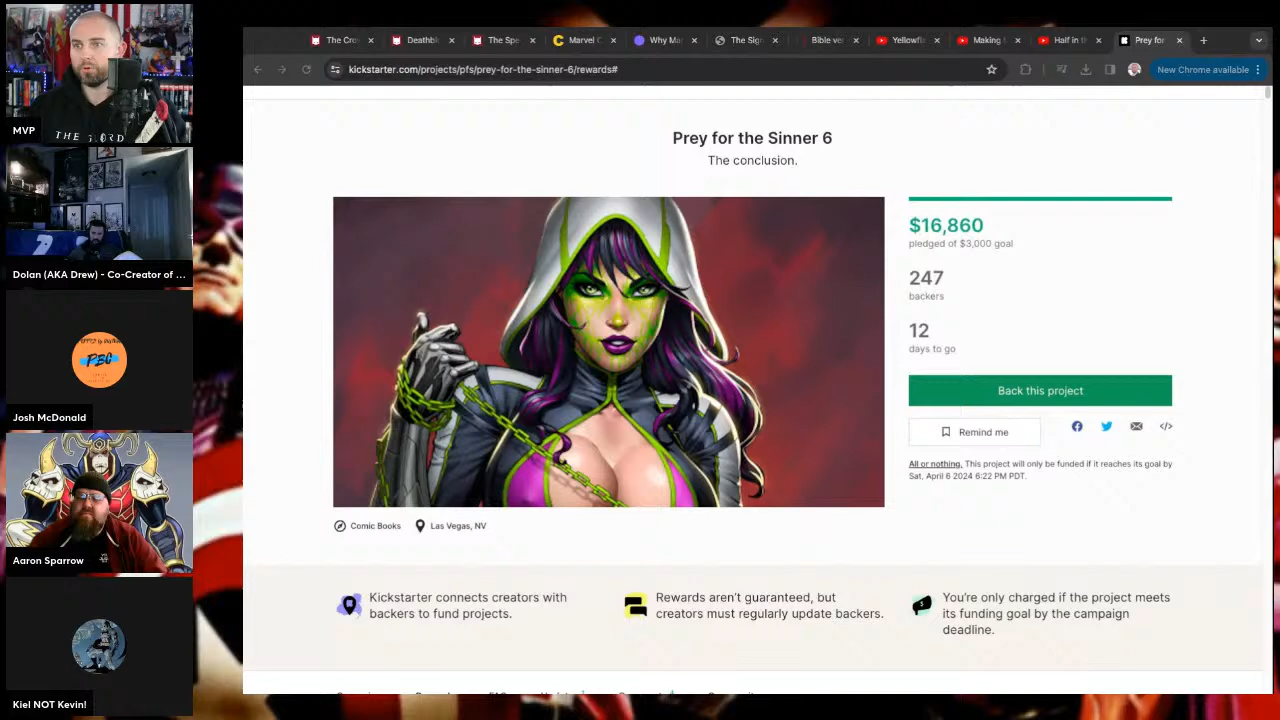 MVP
Dolan (AKA Drew) - Co-Creator of ...
PBC
Josh McDonald
Aaron Sparrow
Kiel NOT Kevin!
The Cro
Deathbl
The Spe
Marvel C
Why Mar
The Sign
Bible ver
Yellowfla
Making
Half in th
Prey for
kickstarter.com/projects/pfs/prey-for-the-sinner-6/rewards#
New Chrome available
Prey for the Sinner 6
The conclusion.
$16,860
pledged of $3,000 goal
247
backers
12
days to go
Back this project
Remind me
All or nothing. This project will only be funded if it reaches its goal by
Sat, April 6 2024 6:22 PM PDT.
Comic Books
Las Vegas, NV
Kickstarter connects creators with
backers to fund projects.
Rewards aren't guaranteed, but
creators must regularly update backers.
You're only charged if the project meets
its funding goal by the campaign
deadline.